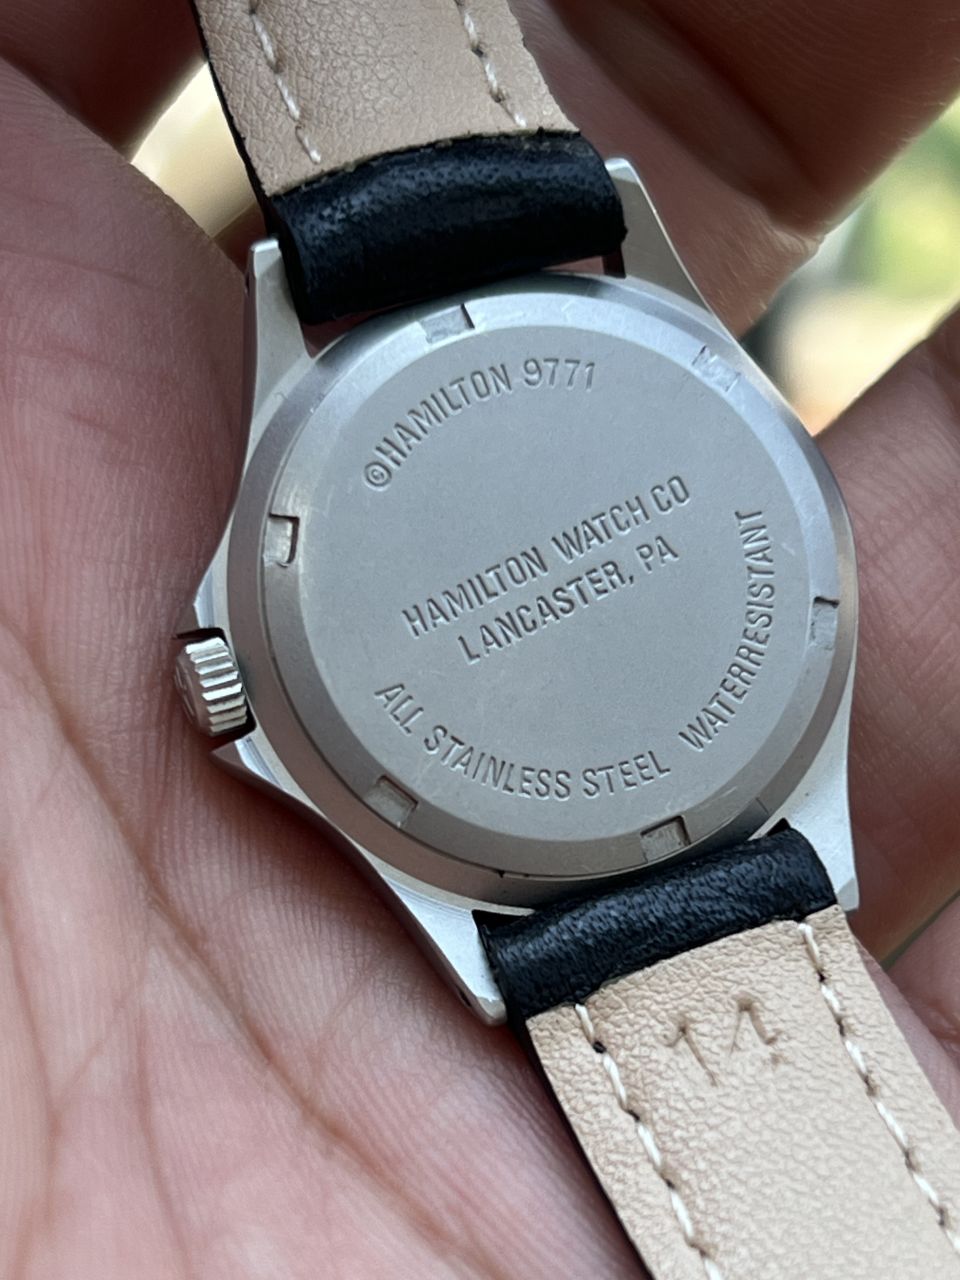 ©HAMILTON 9771
HAMILTON WATCH CO
LANCASTER, PA
ALL STAINLESS STEEL WATERRESISTANT
14